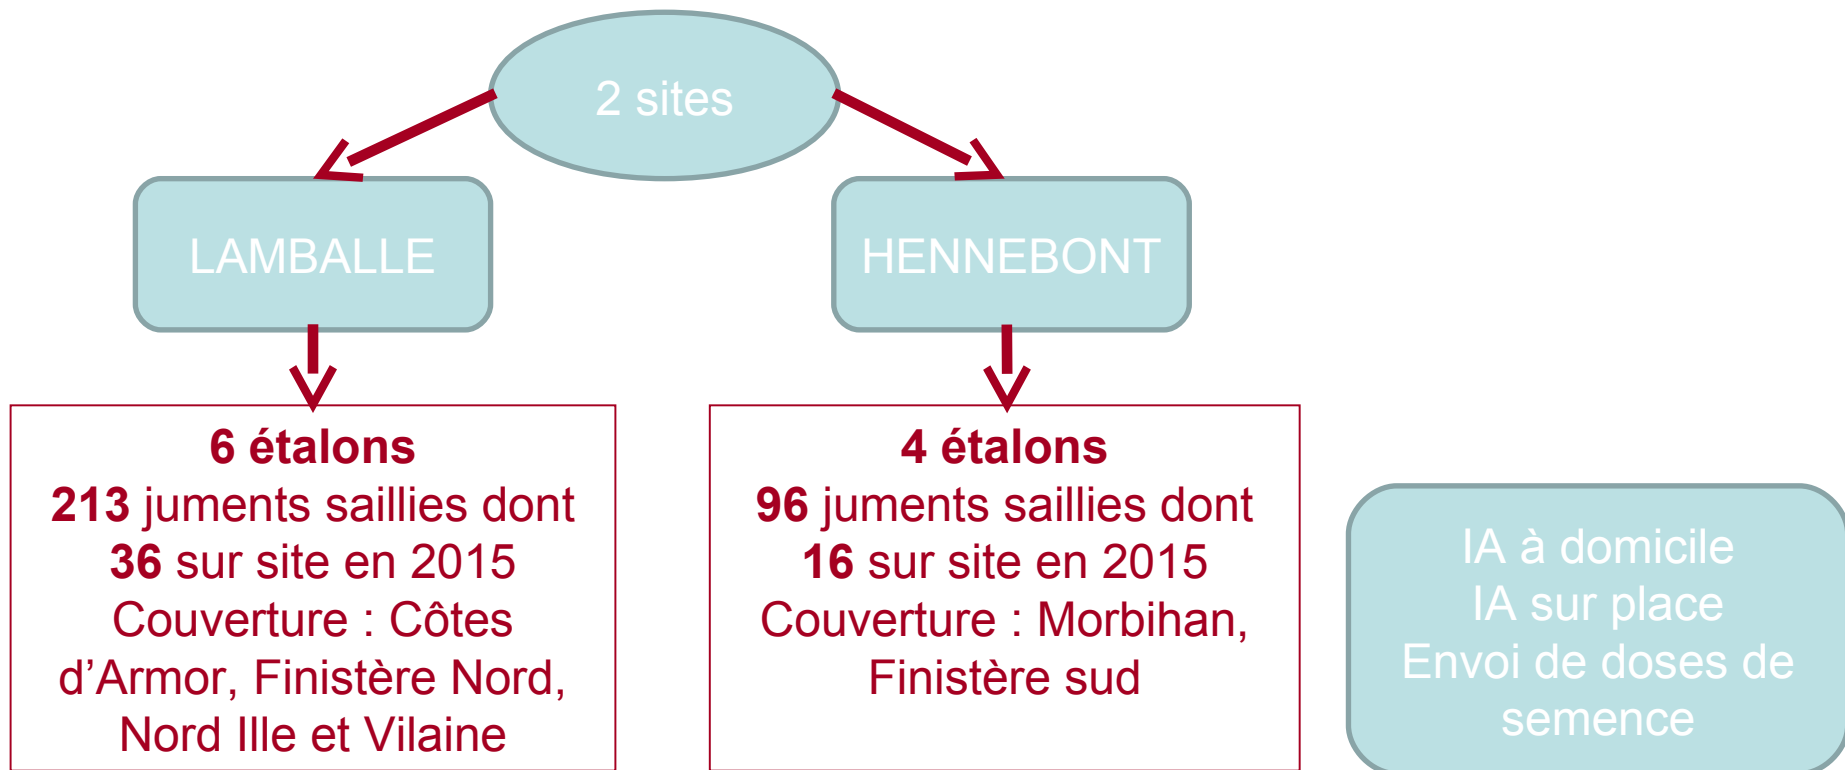 2 sites
LAMBALLE
HENNEBONT
6 étalons
213 juments saillies dont
36 sur site en 2015
Couverture : Côtes
d’Armor, Finistère Nord,
Nord Ille et Vilaine
4 étalons
96 juments saillies dont
16 sur site en 2015
Couverture : Morbihan,
Finistère sud
IA à domicile
IA sur place
Envoi de doses de
semence